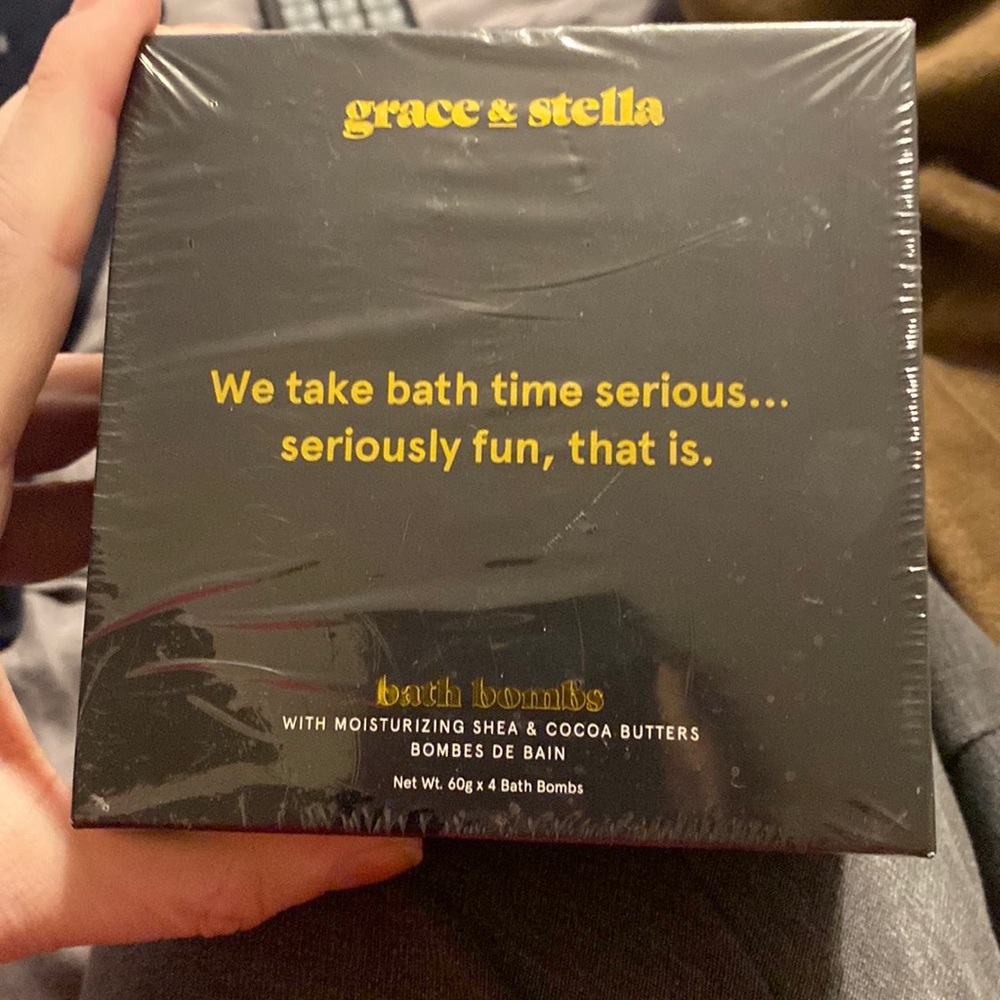 grace & stella
We take bath time serious...
seriously fun, that is.
bath bombs
WITH MOISTURIZING SHEA & COCOA BUTTERS
BOMBES DE BAIN
Net Wt. 60g x 4 Bath Bombs